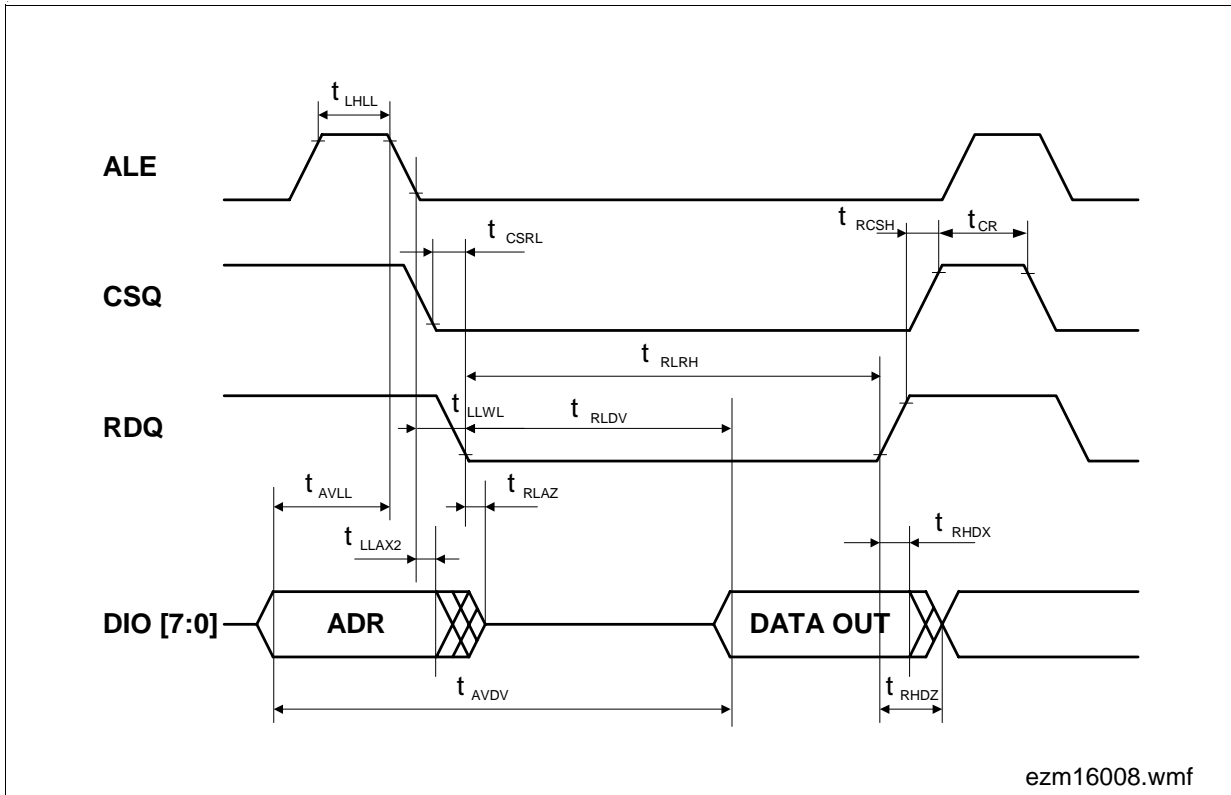 t LHLL
ALE
t RCSH
t CR
t CSRL
CSQ
t RLRH
t LLWL
t RLDV
RDQ
t AVLL
t RLAZ
t LLAX2
t RHDX
DIO [7:0]
ADR
DATA OUT
t AVDV
t RHDZ
ezm16008.wmf